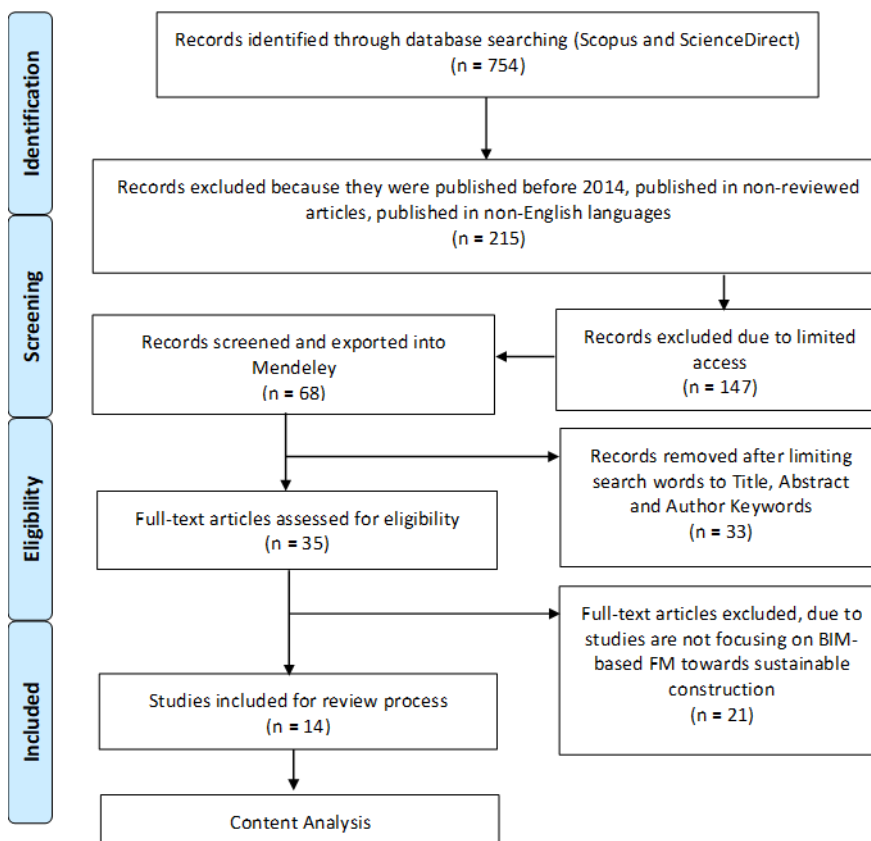 Identification
Records identified through database searching (Scopus and ScienceDirect)
(n = 754)
Records excluded because they were published before 2014, published in non-reviewed
articles, published in non-English languages
(n = 215)
Screening
Records screened and exported into
Mendeley
(n = 68)
Records excluded due to limited
access
(n = 147)
Eligibility
Records removed after limiting
search words to Title, Abstract
and Author Keywords
(n = 33)
Full-text articles assessed for eligibility
(n = 35)
Full-text articles excluded, due to
studies are not focusing on BIM-
based FM towards sustainable
construction
(n = 21)
Included
Studies included for review process
(n = 14)
Content Analysis